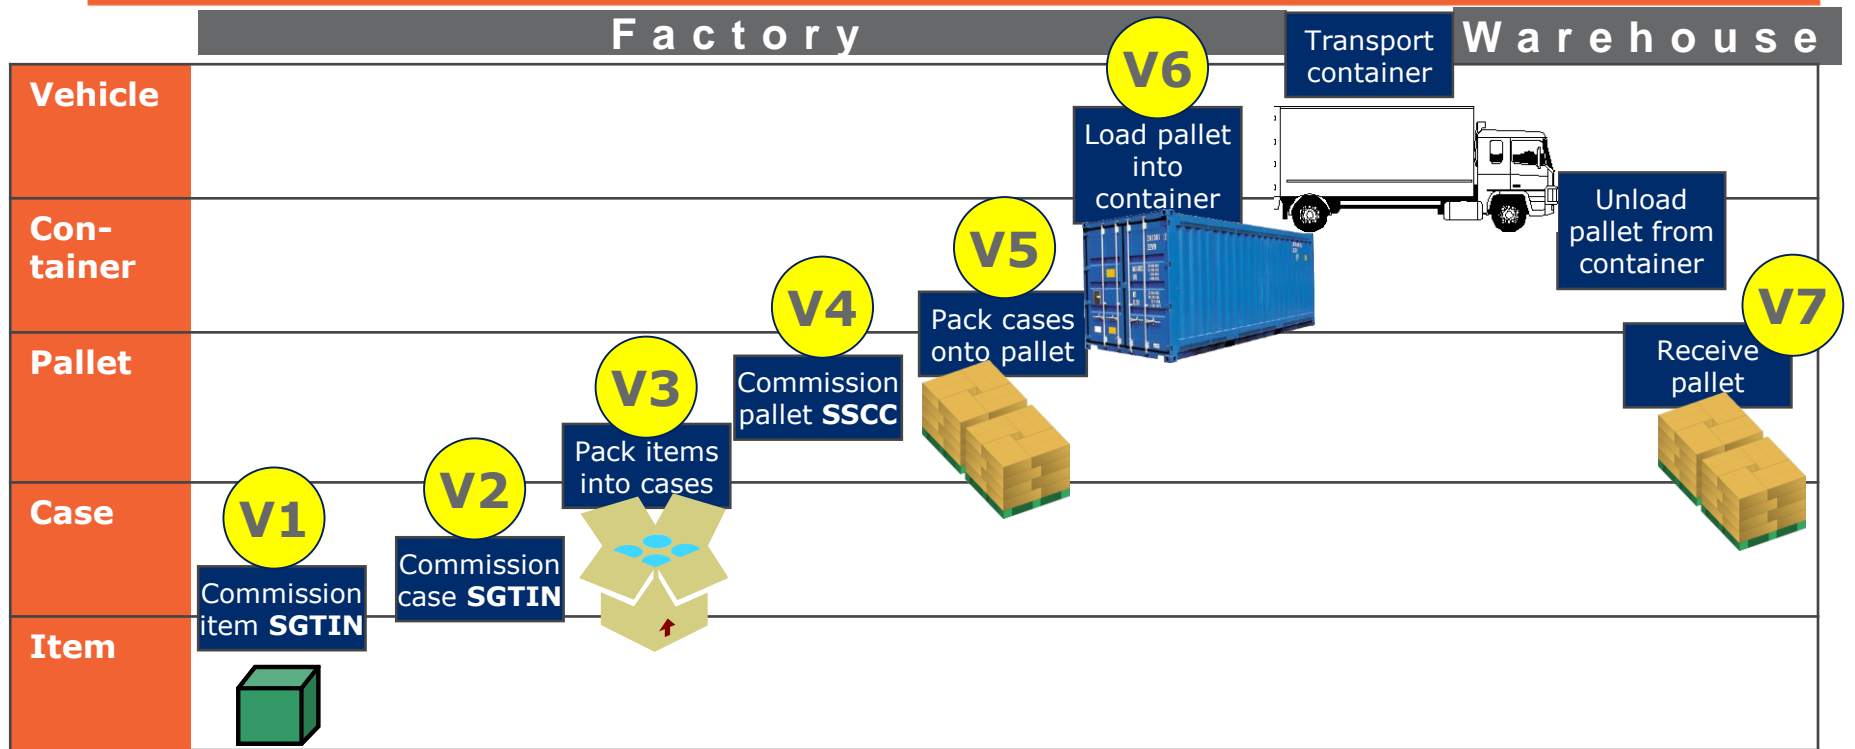 Factory
Warehouse
Transport
container
V6
Vehicle
Load pallet
into
container
Unload
pallet from
container
Con-
tainer
V5
V4
V7
Pack cases
onto pallet
Pallet
V3
Commission
pallet SSCC
Receive
pallet
Pack items
into cases
Case
V2
V1
Commission
case SGTIN
Commission
item SGTIN
Item